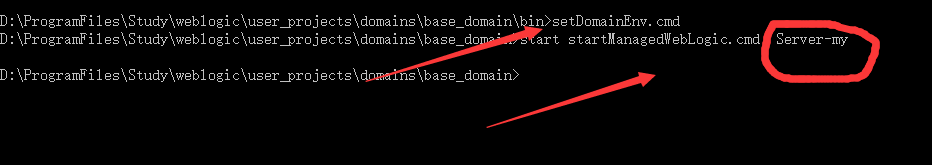 D:\ProgramFiles\Study\weblogic\user_projects\domains\base_domain\bin>setDomainEnv.cmd
D:\ProgramFiles\Study\weblogic\user_projects\domains\base_domain>start startManagedWebLogic.cmd  Server-my
D:\ProgramFiles\Study\weblogic\user_projects\domains\base_domain>